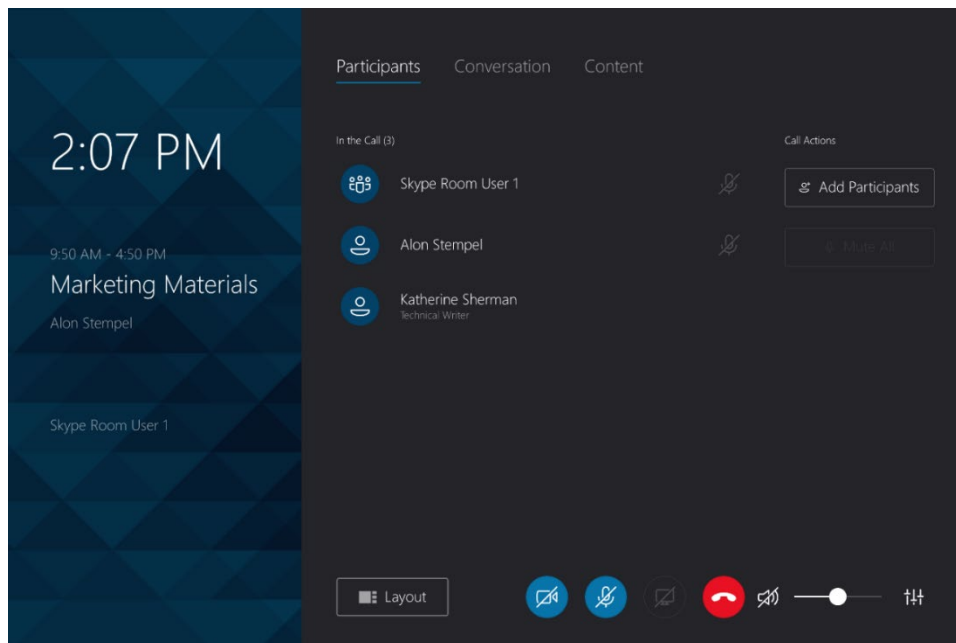 2:07 PM
9:50 AM - 4:50 PM
Marketing Materials
Alon Stempel
Skype Room User 1
Participants Conversation Content
In the Call (3)
Skype Room User 1
Alon Stempel
Katherine Sherman
Technical Writer
Call Actions
Add Participants
Mute All
Layout